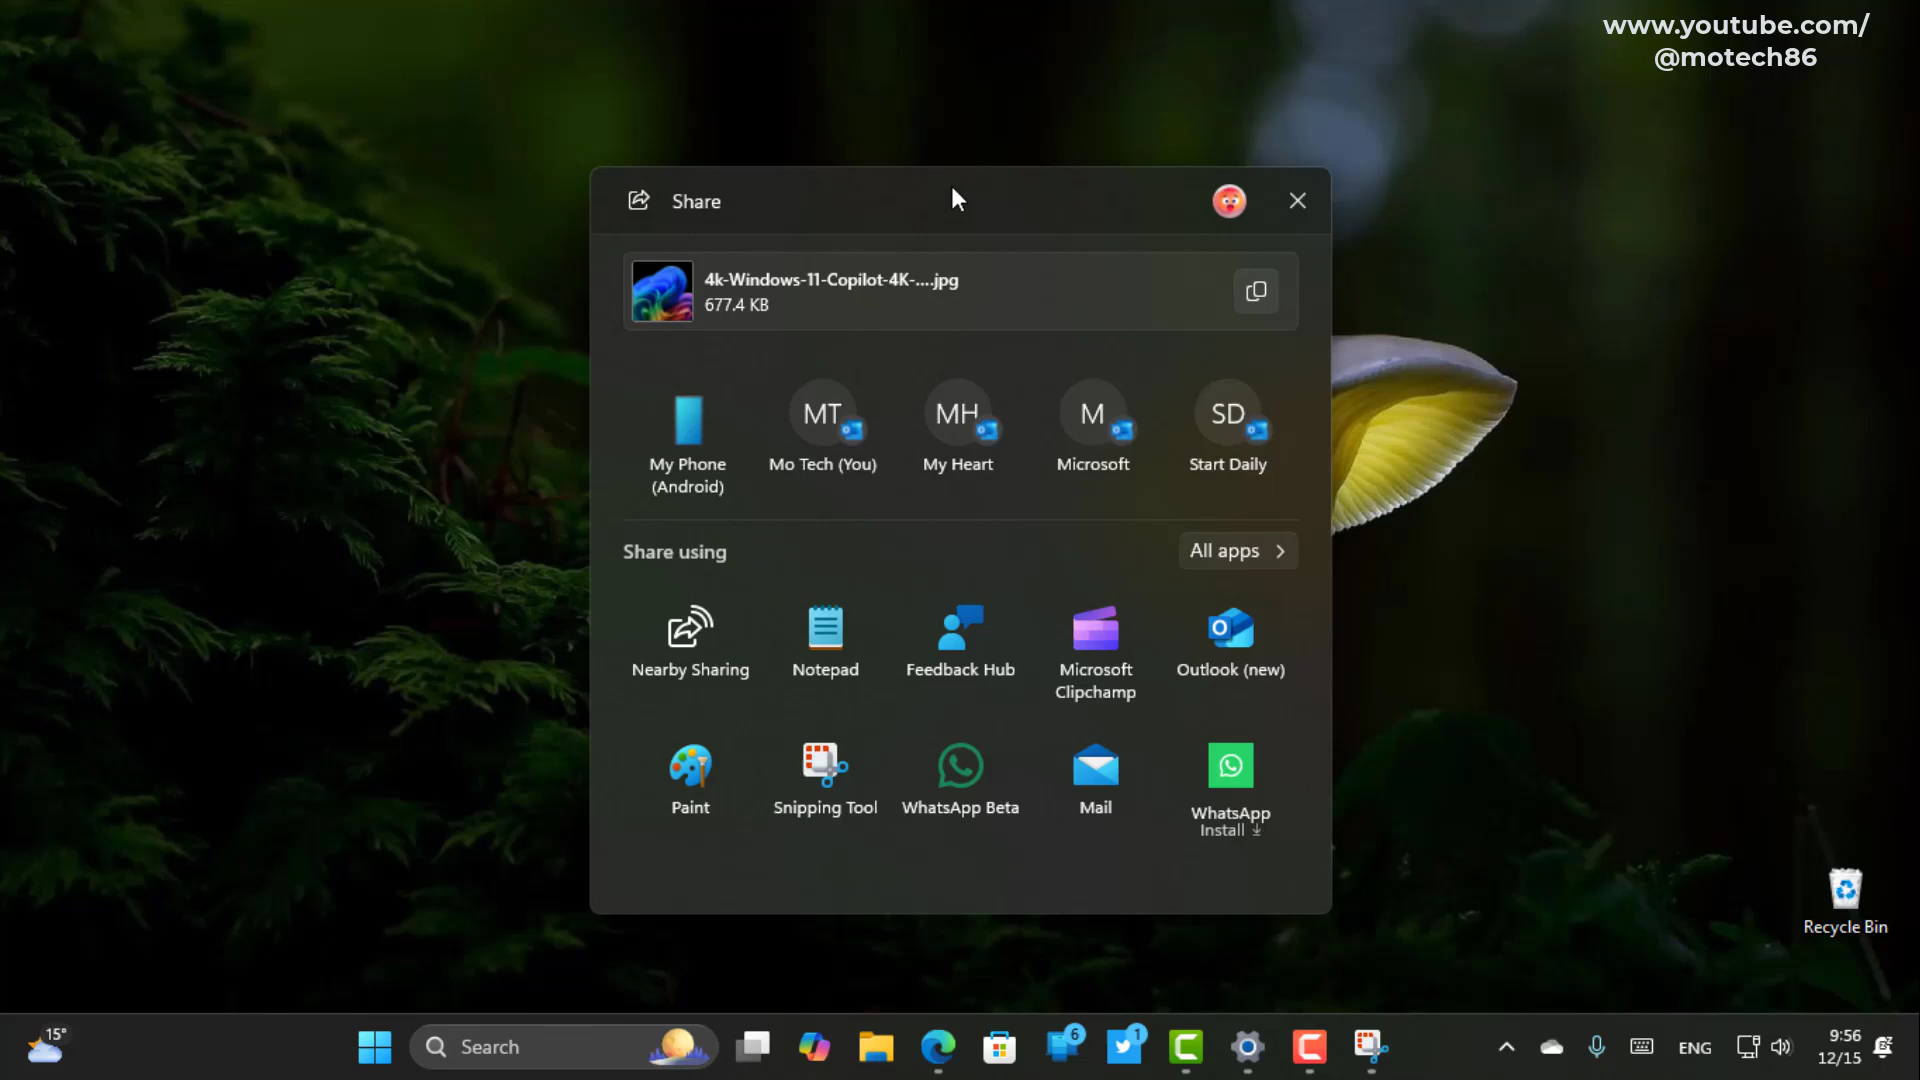 www.youtube.com/
@motech86
Share
4k-Windows-11-Copilot-4K-....jpg
677.4 KB
MT
MH
M
SD
My Phone
(Android)
Mo Tech (You)
My Heart
Microsoft
Start Daily
Share using
All apps
Nearby Sharing
Notepad
Feedback Hub
Microsoft
Clipchamp
Outlook (new)
Paint
Snipping Tool
WhatsApp Beta
Mail
WhatsApp
Install
Recycle Bin
15°
Search
6
1
ENG
9:56
12/15